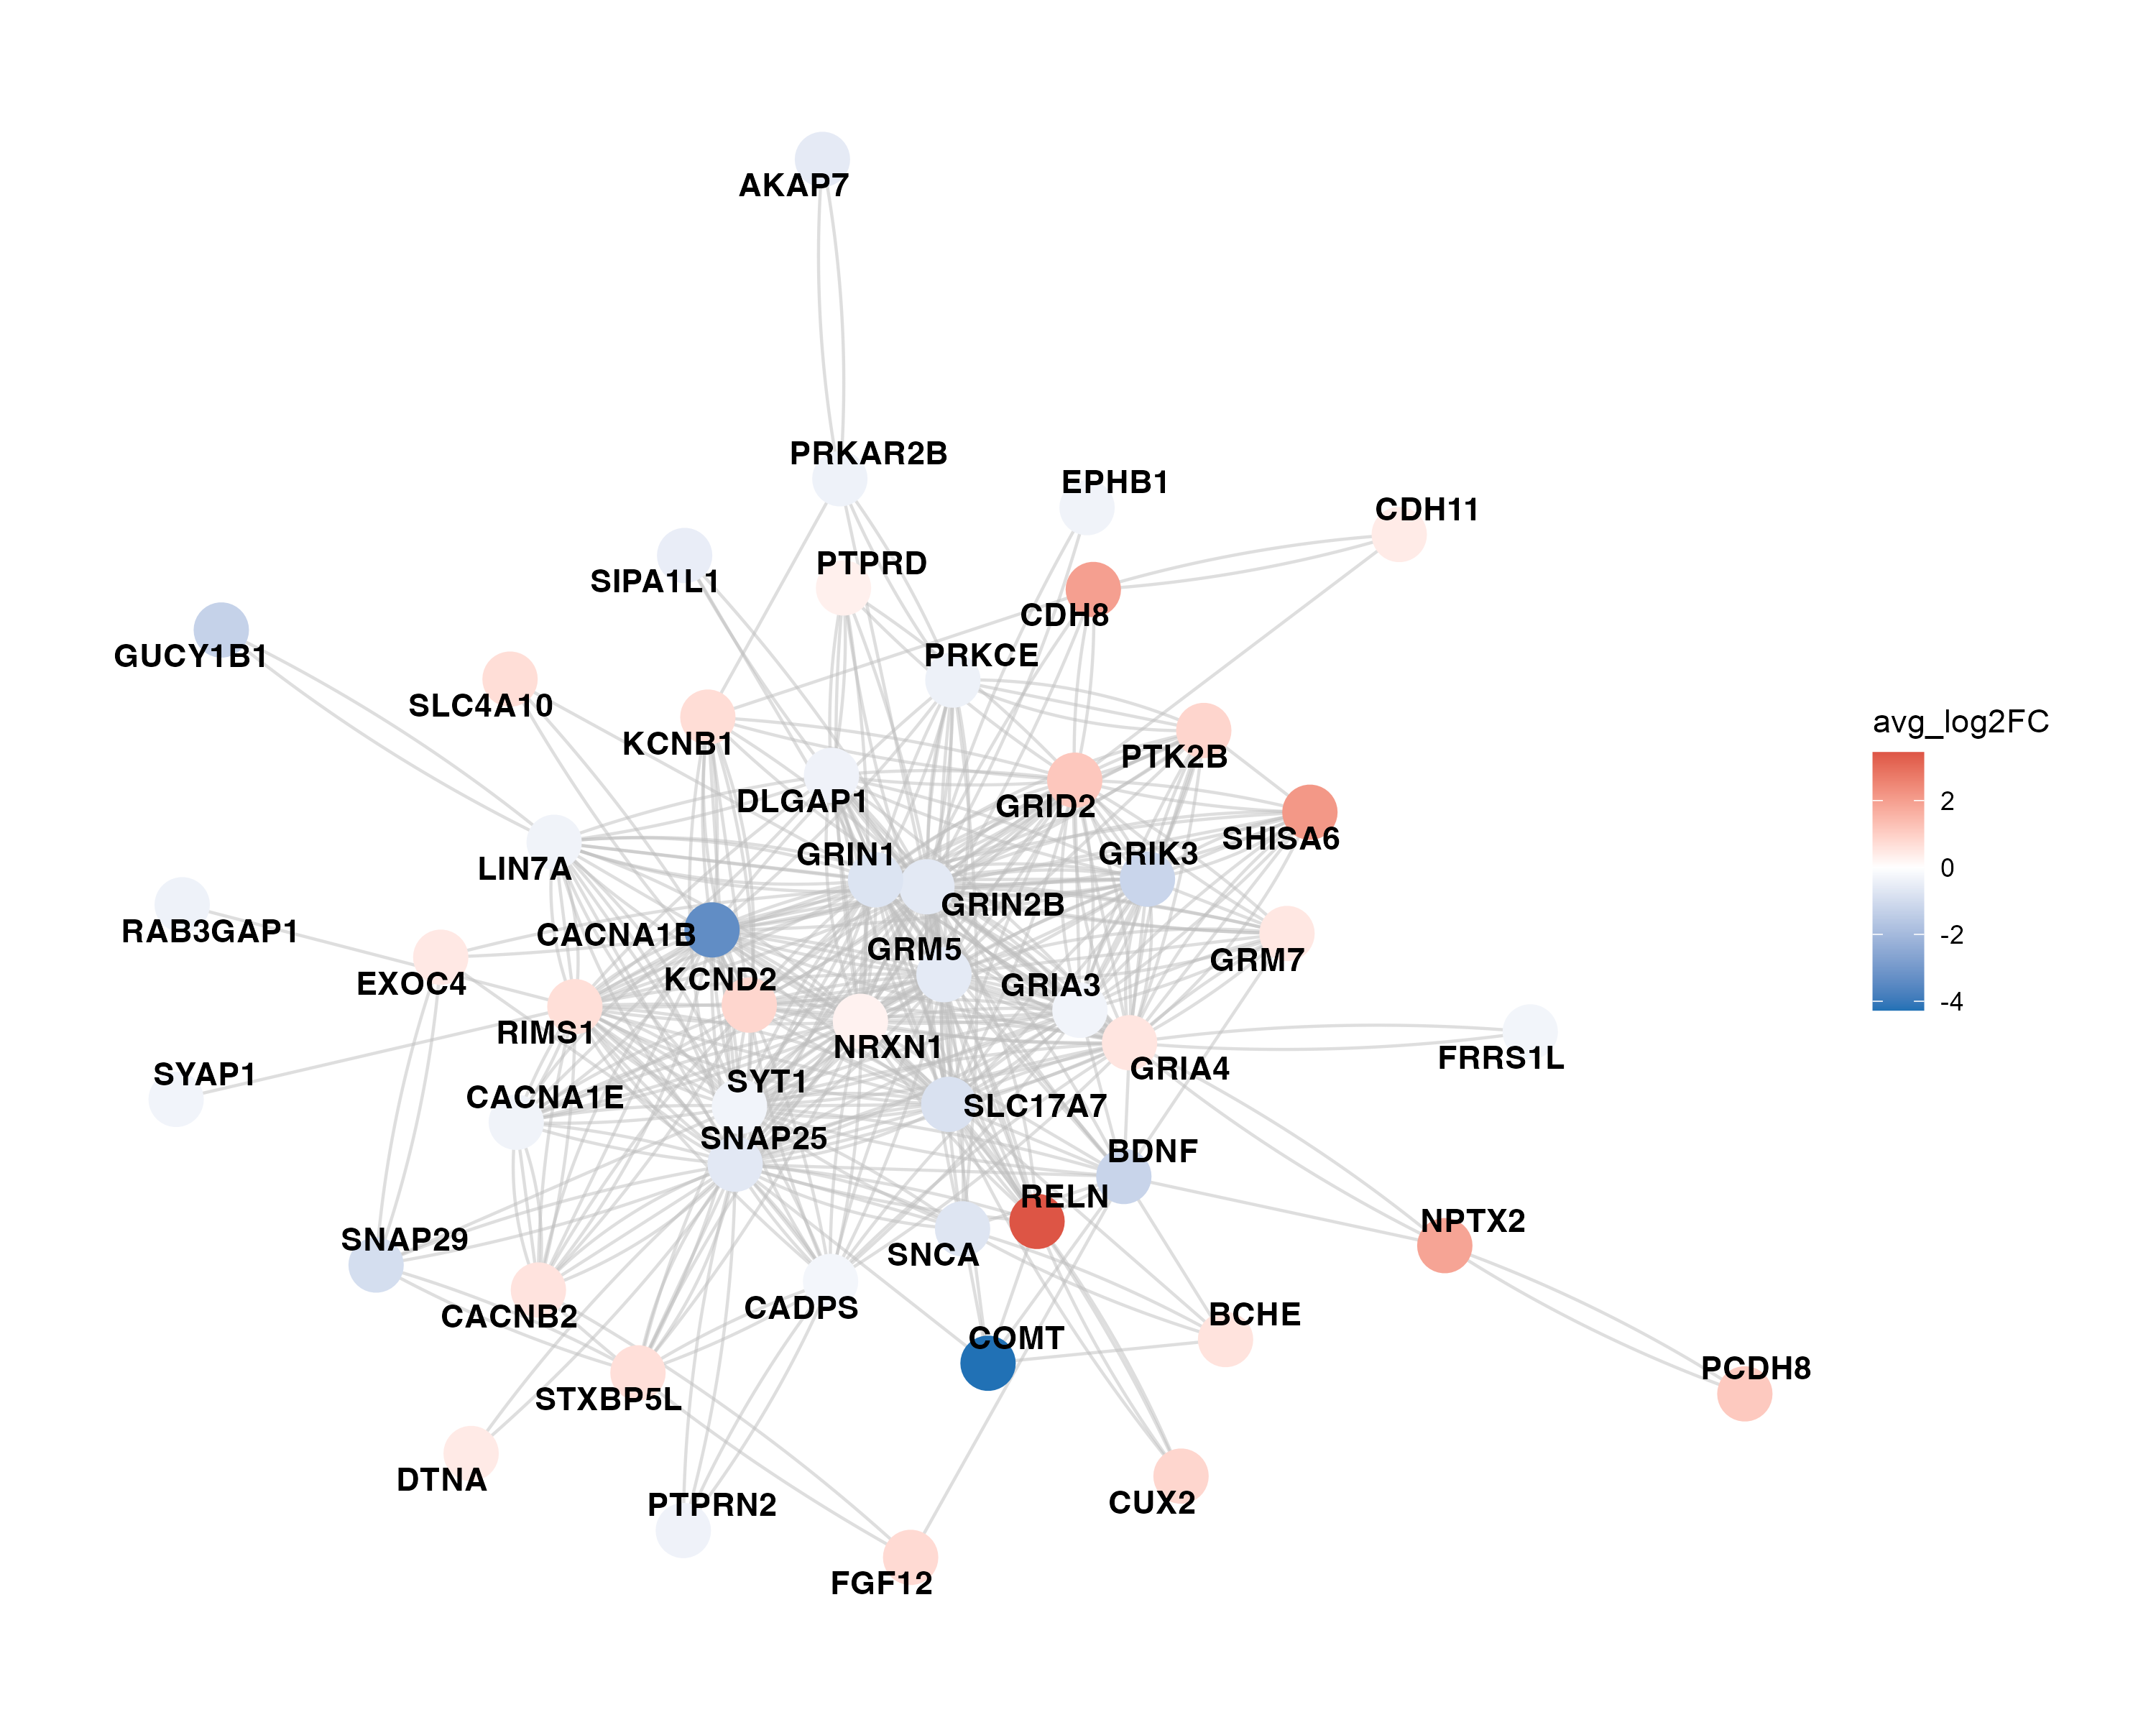 AKAP7
PRKAR2B
EPHB1
CDH11
PTPRD
SIPA1L1
CDH8
GUCY1B1
PRKCE
SLC4A10
KCNB1
PTK2B
avg_log2FC
DLGAP1
GRID2
2
SHISA6
GRIN1
GRIK3
LIN7A
0
GRIN2B
RAB3GAP1
CACNA1B
-2
GRM5
GRM7
EXOC4
KCND2
GRIA3
-4
RIMS1
NRXN1
FRRS1L
GRIA4
SYAP1
SYT1
CACNA1E
SLC17A7
SNAP25
BDNF
RELN
NPTX2
SNAP29
SNCA
CADPS
CACNB2
BCHE
COMT
PCDH8
STXBP5L
DTNA
PTPRN2
CUX2
FGF12